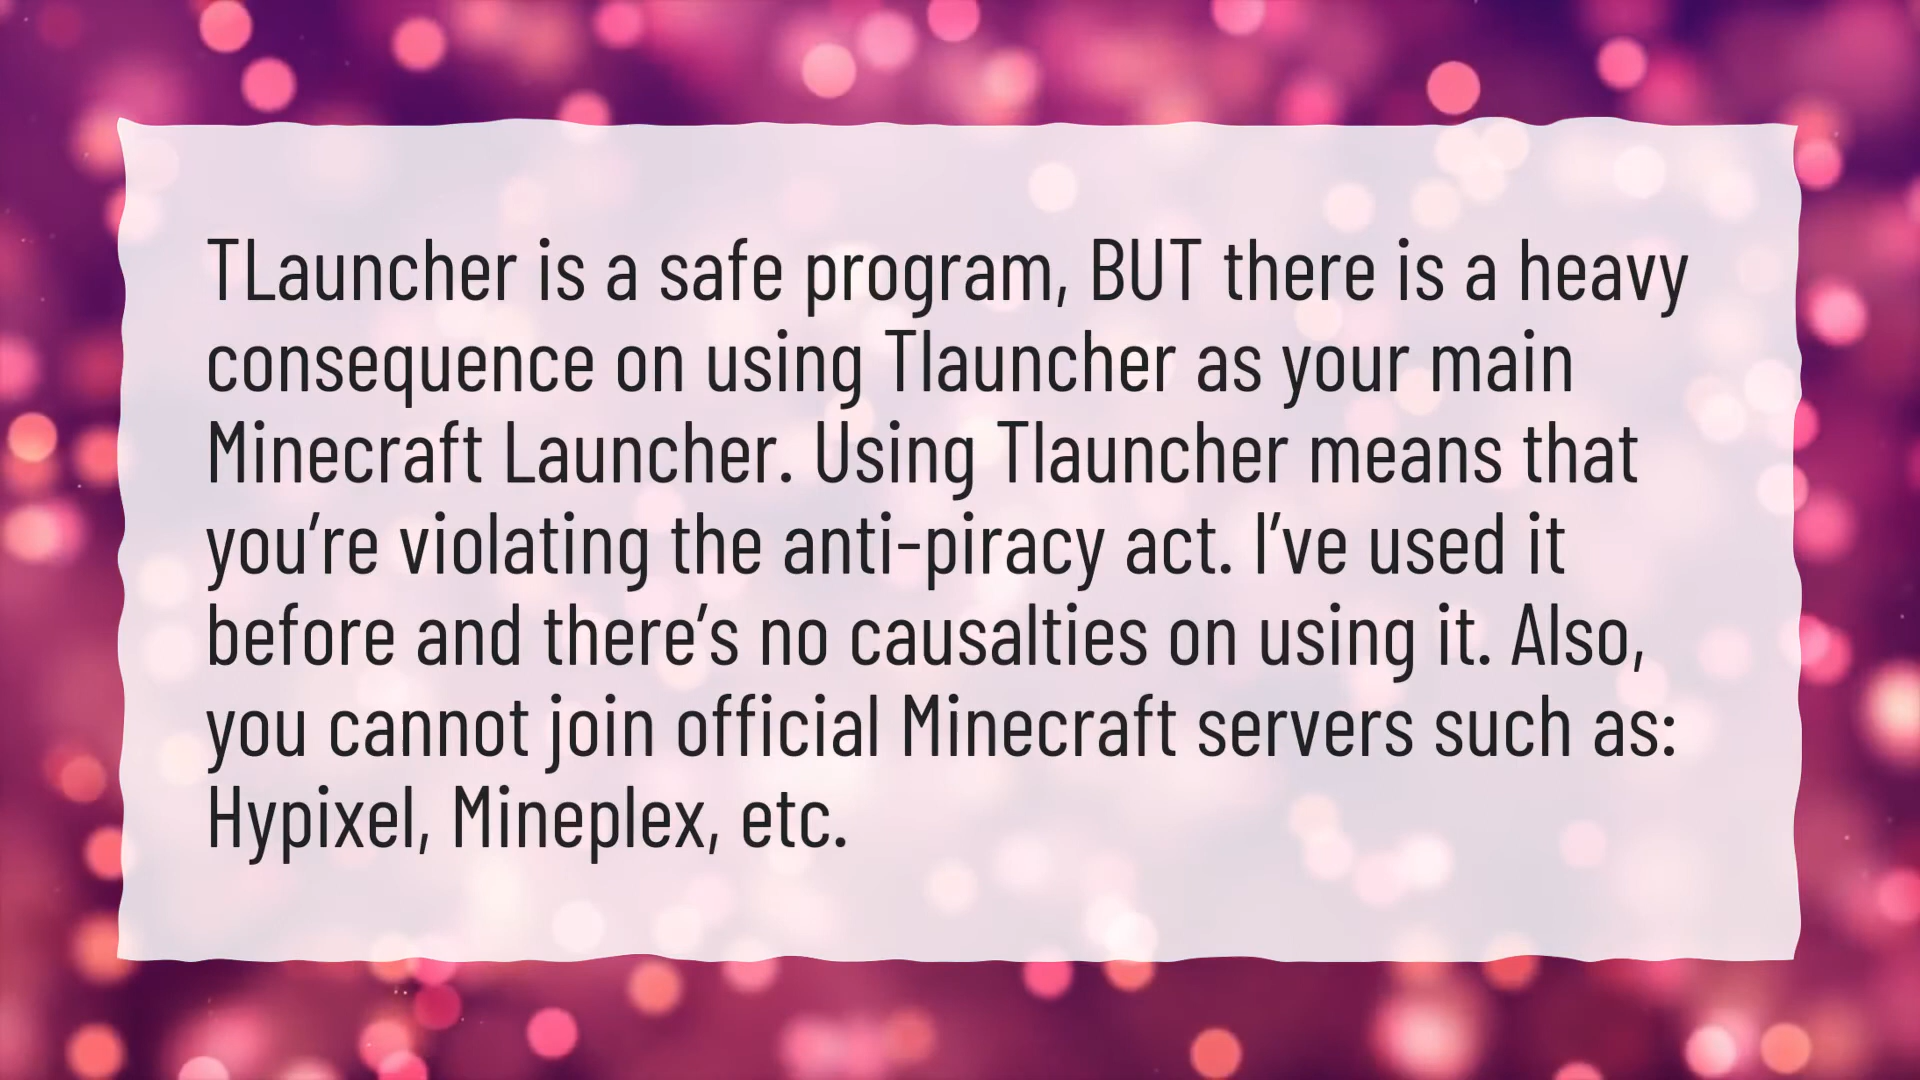 TLauncher is a safe program, BUT there is a heavy
consequence on using Tlauncher as your main
Minecraft Launcher. Using Tlauncher means that
you’re violating the anti-piracy act. I’ve used it
before and there’s no causalties on using it. Also,
you cannot join official Minecraft servers such as:
Hypixel, Mineplex, etc.